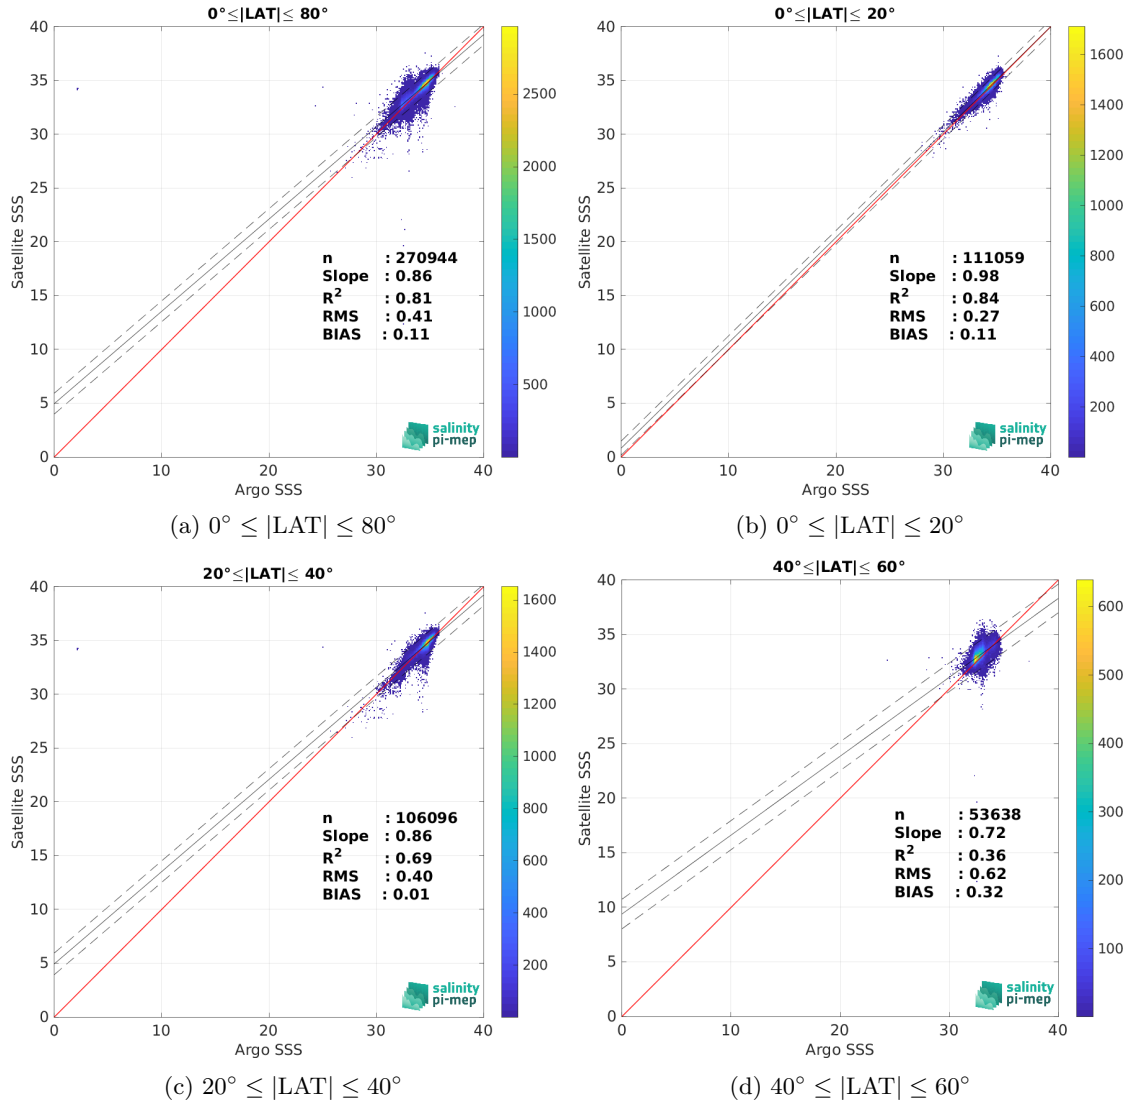 0°≤|LAT|≤ 80°
40
35
30
25
20
15
10
5
0
Satellite SSS
n : 270944
Slope : 0.86
R² : 0.81
RMS : 0.41
BIAS : 0.11
salinity
pi-mep
0 10 20 30 40
Argo SSS
2500
2000
1500
1000
500
(a) 0° ≤ |LAT| ≤ 80°
0°≤|LAT|≤ 20°
40
35
30
25
20
15
10
5
0
Satellite SSS
n : 111059
Slope : 0.98
R² : 0.84
RMS : 0.27
BIAS : 0.11
salinity
pi-mep
0 10 20 30 40
Argo SSS
1600
1400
1200
1000
800
600
400
200
(b) 0° ≤ |LAT| ≤ 20°
20°≤|LAT|≤ 40°
40
35
30
25
20
15
10
5
0
Satellite SSS
n : 106096
Slope : 0.86
R² : 0.69
RMS : 0.40
BIAS : 0.01
salinity
pi-mep
0 10 20 30 40
Argo SSS
1600
1400
1200
1000
800
600
400
200
(c) 20° ≤ |LAT| ≤ 40°
40°≤|LAT|≤ 60°
40
35
30
25
20
15
10
5
0
Satellite SSS
n : 53638
Slope : 0.72
R² : 0.36
RMS : 0.62
BIAS : 0.32
salinity
pi-mep
0 10 20 30 40
Argo SSS
600
500
400
300
200
100
(d) 40° ≤ |LAT| ≤ 60°